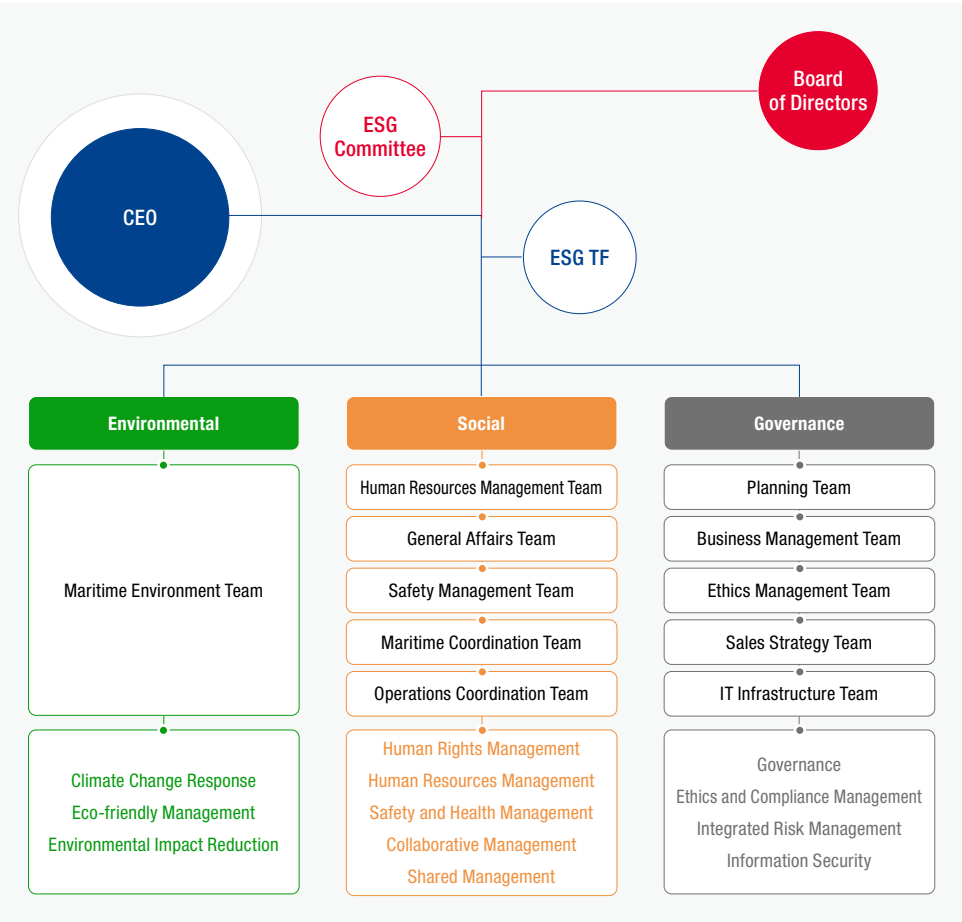 Board
of Directors
ESG
Committee
CEO
ESG TF
Environmental
Maritime Environment Team
Climate Change Response
Eco-friendly Management
Environmental Impact Reduction
Social
Human Resources Management Team
General Affairs Team
Safety Management Team
Maritime Coordination Team
Operations Coordination Team
Human Rights Management
Human Resources Management
Safety and Health Management
Collaborative Management
Shared Management
Governance
Planning Team
Business Management Team
Ethics Management Team
Sales Strategy Team
IT Infrastructure Team
Governance
Ethics and Compliance Management
Integrated Risk Management
Information Security